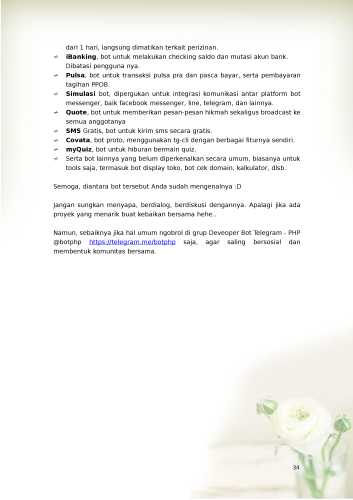 dari 1 hari, langsung dimatikan terkait perizinan.
iBanking, bot untuk melakukan checking saldo dan mutasi akun bank.
Dibatasi pengguna nya.
Pulsa, bot untuk transaksi pulsa pra dan pasca bayar, serta pembayaran
tagihan PPOB.
Simulasi bot, dipergukan untuk integrasi komunikasi antar platform bot
messenger, baik facebook messenger, line, telegram, dan lainnya.
Quote, bot untuk memberikan pesan-pesan hikmah sekaligus broadcast ke
semua anggotanya
SMS Gratis, bot untuk kirim sms secara gratis.
Covata, bot proto, menggunakan tg-cli dengan berbagai fiturnya sendiri.
myQuiz, bot untuk hiburan bermain quiz.
Serta bot lainnya yang belum diperkenalkan secara umum, biasanya untuk
tools saja, termasuk bot display toko, bot cek domain, kalkulator, dlsb.
Semoga, diantara bot tersebut Anda sudah mengenalnya :D
Jangan sungkan menyapa, berdialog, berdiskusi dengannya. Apalagi jika ada
proyek yang menarik buat kebaikan bersama hehe..
Namun, sebaiknya jika hal umum ngobrol di grup Deveoper Bot Telegram - PHP
@botphp https://telegram.me/botphp saja, agar saling bersosial dan
membentuk komunitas bersama.
34